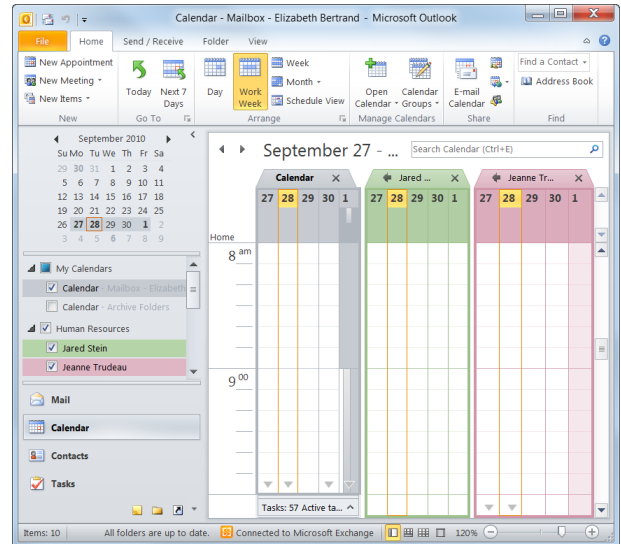 Calendar - Mailbox - Elizabeth Bertrand - Microsoft Outlook
File Home Send / Receive Folder View
New Appointment
New Meeting
New Items
New
Today
Next 7 Days
Go To
Day
Work Week
Week
Month
Schedule View
Arrange
Open Calendar
Calendar Groups
Manage Calendars
E-mail Calendar
Share
Find a Contact
Address Book
Find
September 2010
Su Mo Tu We Th Fr Sa
29 30 31 1 2 3 4
5 6 7 8 9 10 11
12 13 14 15 16 17 18
19 20 21 22 23 24 25
26 27 28 29 30 1 2
3 4 5 6 7 8 9
My Calendars
Calendar - Mailbox - Elizabeth
Calendar - Archive Folders
Human Resources
Jared Stein
Jeanne Trudeau
Mail
Calendar
Contacts
Tasks
September 27 - ...
Search Calendar (Ctrl+E)
Calendar Jared ... Jeanne Tr...
27 28 29 30 1 27 28 29 30 1 27 28 29 30 1
Home
8 am
9 00
Tasks: 57 Active ta...
Items: 10 All folders are up to date. Connected to Microsoft Exchange 120%